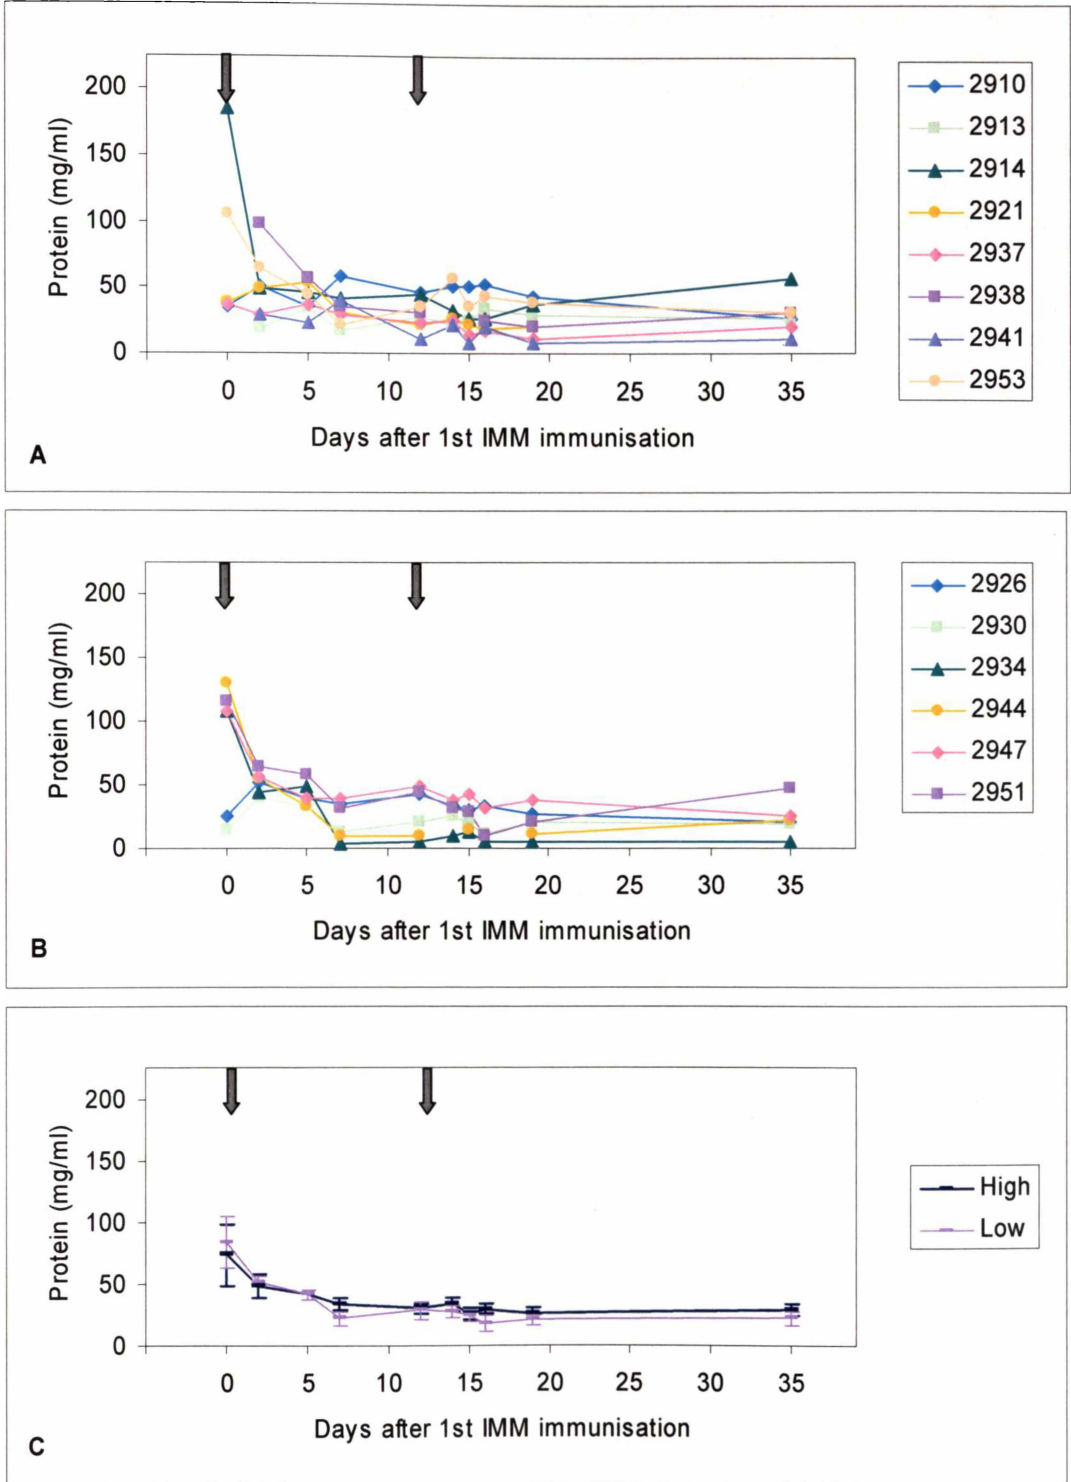 200
150
100
50
0
Protein (mg/ml)
0 5 10 15 20 25 30 35
Days after 1st IMM immunisation
2910
2913
2914
2921
2937
2938
2941
2953
A
200
150
100
50
0
Protein (mg/ml)
0 5 10 15 20 25 30 35
Days after 1st IMM immunisation
2926
2930
2934
2944
2947
2951
B
200
150
100
50
0
Protein (mg/ml)
0 5 10 15 20 25 30 35
Days after 1st IMM immunisation
High
Low
C